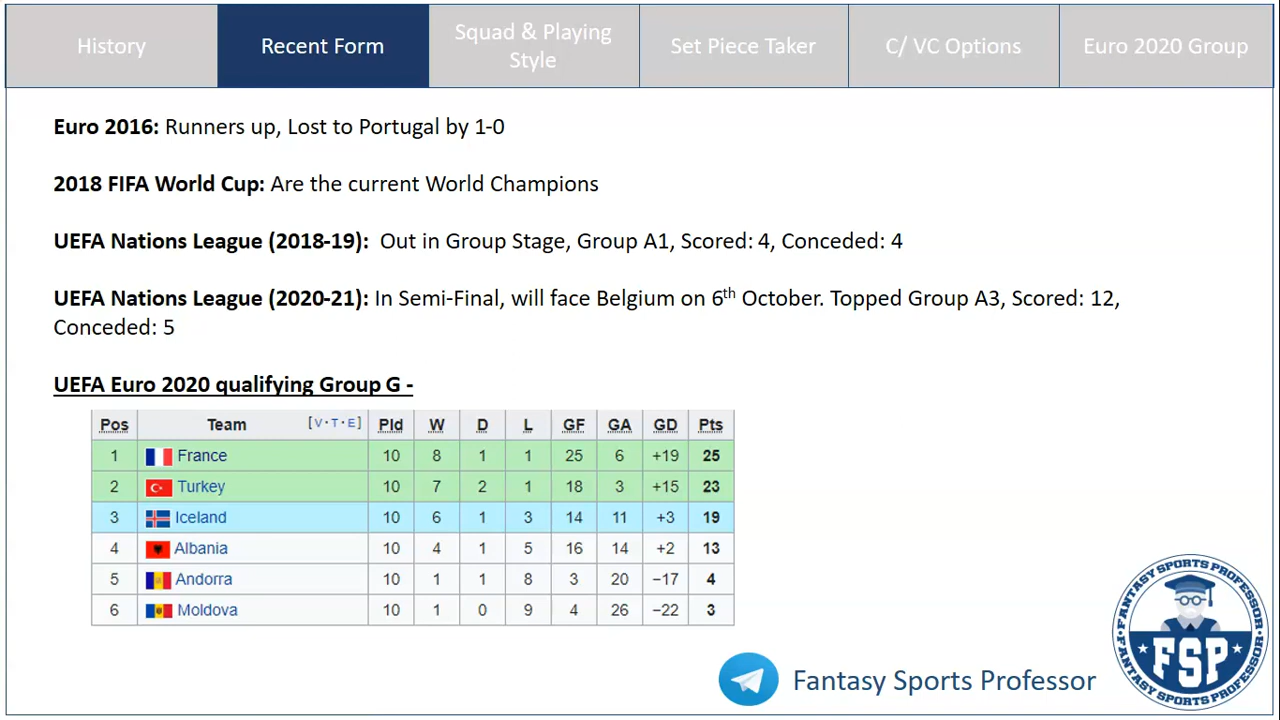 History Recent Form Squad & Playing Style Set Piece Taker C/ VC Options Euro 2020 Group
Euro 2016: Runners up, Lost to Portugal by 1-0
2018 FIFA World Cup: Are the current World Champions
UEFA Nations League (2018-19): Out in Group Stage, Group A1, Scored: 4, Conceded: 4
UEFA Nations League (2020-21): In Semi-Final, will face Belgium on 6th October. Topped Group A3, Scored: 12,
Conceded: 5
UEFA Euro 2020 qualifying Group G -
Pos Team [V·T·E] Pld W D L GF GA GD Pts
1 France 10 8 1 1 25 6 +19 25
2 Turkey 10 7 2 1 18 3 +15 23
3 Iceland 10 6 1 3 14 11 +3 19
4 Albania 10 4 1 5 16 14 +2 13
5 Andorra 10 1 1 8 3 20 −17 4
6 Moldova 10 1 0 9 4 26 −22 3
Fantasy Sports Professor
FANTASY SPORTS PROFESSOR
FSP
FANTASY SPORTS PROFESSOR